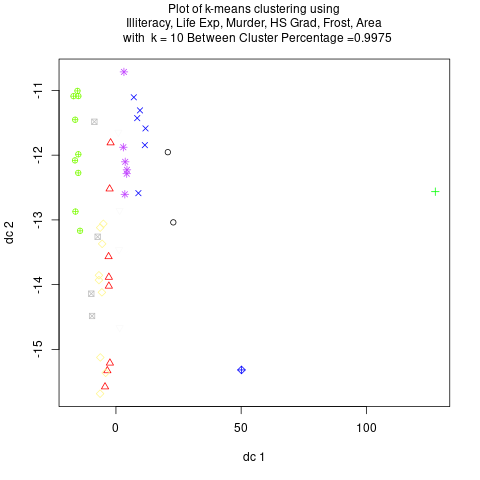 Plot of k-means clustering using
Illiteracy, Life Exp, Murder, HS Grad, Frost, Area
with  k = 10 Between Cluster Percentage =0.9975
-11
-12
-13
-14
-15
dc 2
0
50
100
dc 1